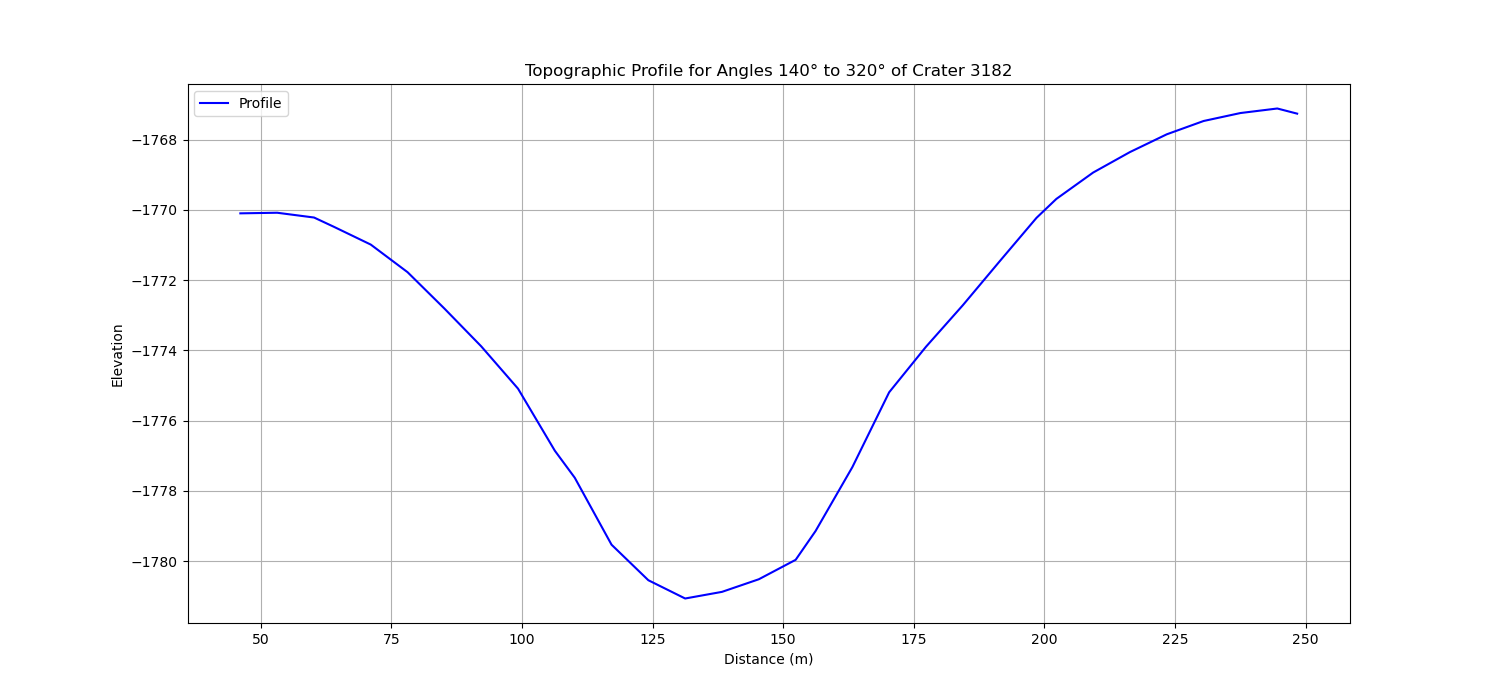 Topographic Profile for Angles 140° to 320° of Crater 3182
Profile
−1768
−1770
−1772
−1774
−1776
−1778
−1780
Elevation
50 75 100 125 150 175 200 225 250
Distance (m)